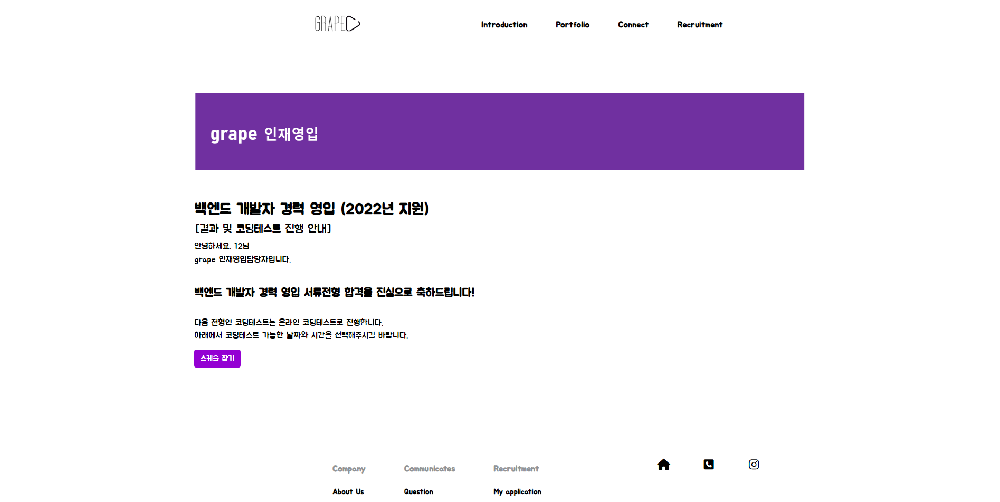 GRAPE
Introduction Portfolio Connect Recruitment
grape 인재영입
백엔드 개발자 경력 영입 (2022년 지원)
[결과 및 코딩테스트 진행 안내]
안녕하세요. 12님
grape 인재영입담당자입니다.
백엔드 개발자 경력 영입 서류전형 합격을 진심으로 축하드립니다!
다음 전형인 코딩테스트는 온라인 코딩테스트로 진행합니다.
아래에서 코딩테스트 가능한 날짜와 시간을 선택해주시길 바랍니다.
스케줄 잡기
Company Communicates Recruitment
About Us Question My application